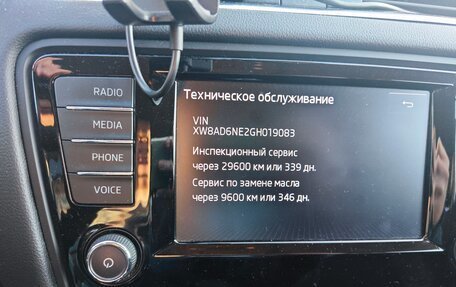 RADIO
MEDIA
PHONE
VOICE
Техническое обслуживание
VIN
XW8AD6NE2GH019083
Инспекционный сервис
через 29600 км или 339 дн.
Сервис по замене масла
через 9600 км или 346 дн.